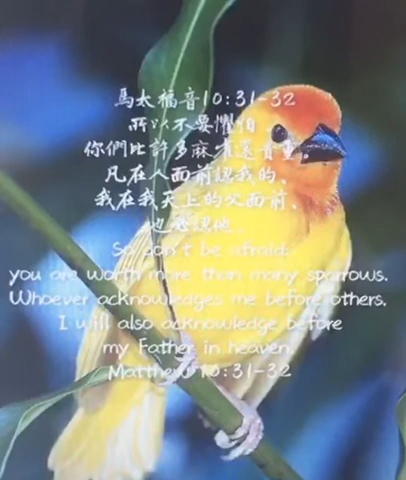 馬太福音10:31-32
所以不要懼怕
你們比許多麻雀還貴重
凡在人面前認我的、
我在我天上的父面前、
也必認他。
So don't be afraid;
you are worth more than many sparrows.
Whoever acknowledges me before others,
I will also acknowledge before
my Father in heaven.
Matthew 10:31-32